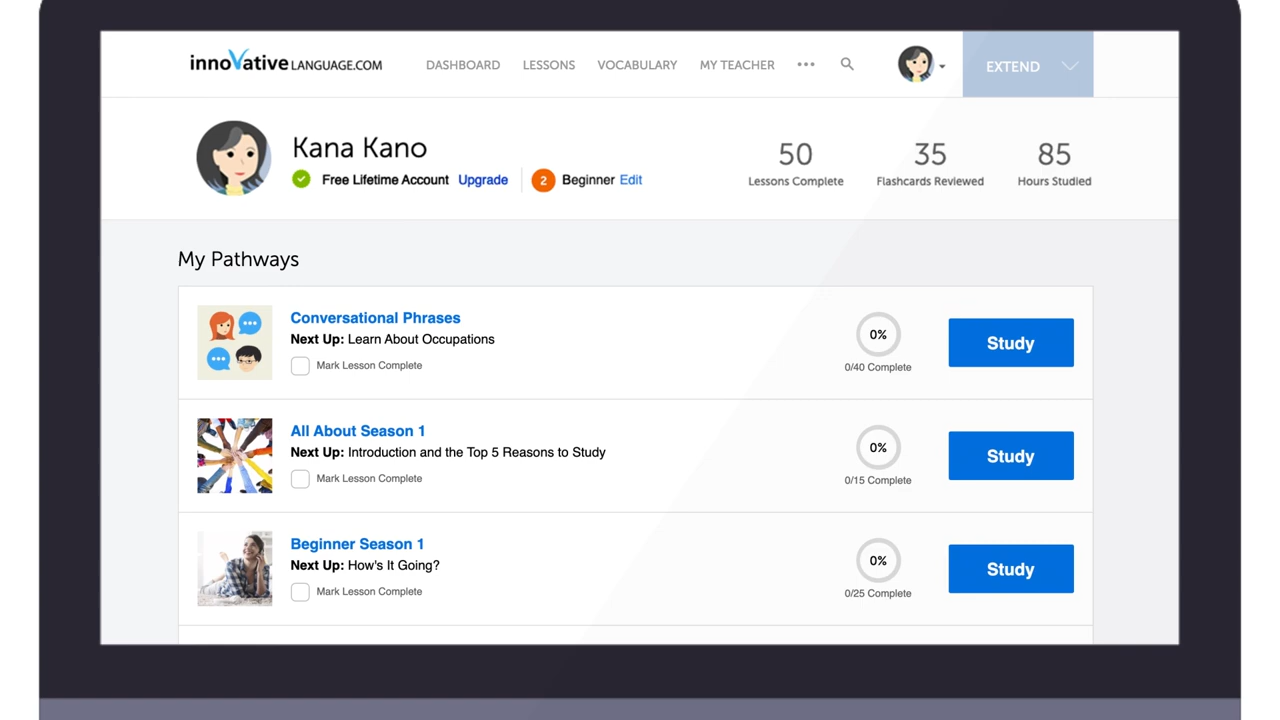 innoVative LANGUAGE.COM DASHBOARD LESSONS VOCABULARY MY TEACHER ••• EXTEND
Kana Kano
Free Lifetime Account Upgrade 2 Beginner Edit
50 35 85
Lessons Complete Flashcards Reviewed Hours Studied
My Pathways
Conversational Phrases
Next Up: Learn About Occupations
Mark Lesson Complete
0%
0/40 Complete
Study
All About Season 1
Next Up: Introduction and the Top 5 Reasons to Study
Mark Lesson Complete
0%
0/15 Complete
Study
Beginner Season 1
Next Up: How's It Going?
Mark Lesson Complete
0%
0/25 Complete
Study